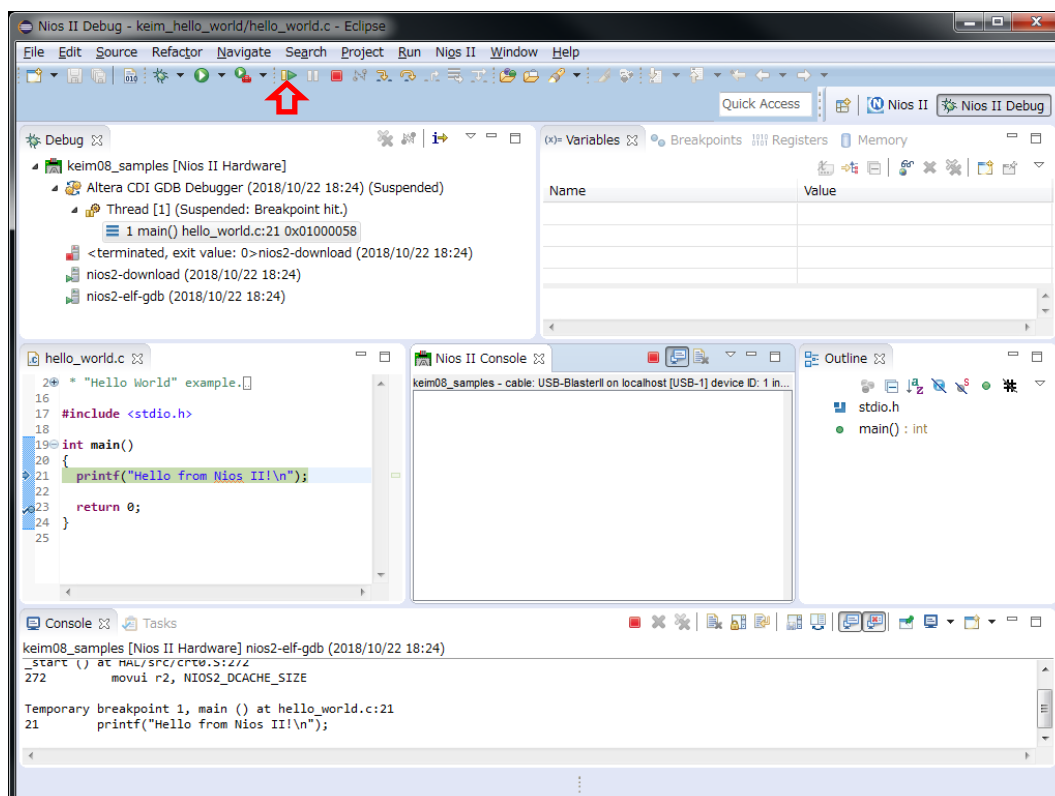 Nios II Debug - keim_hello_world/hello_world.c - Eclipse
File Edit Source Refactor Navigate Search Project Run Nios II Window Help
Quick Access Nios II Nios II Debug
Debug
keim08_samples [Nios II Hardware]
Altera CDI GDB Debugger (2018/10/22 18:24) (Suspended)
Thread [1] (Suspended: Breakpoint hit.)
1 main() hello_world.c:21 0x01000058
<terminated, exit value: 0>nios2-download (2018/10/22 18:24)
nios2-download (2018/10/22 18:24)
nios2-elf-gdb (2018/10/22 18:24)
(x)= Variables Breakpoints Registers Memory
Name Value
hello_world.c
2 * "Hello World" example.
16
17 #include <stdio.h>
18
19 int main()
20 {
21 printf("Hello from Nios II!\n");
22
23 return 0;
24 }
25
Nios II Console
keim08_samples - cable: USB-BlasterII on localhost [USB-1] device ID: 1 in...
Outline
stdio.h
main() : int
Console Tasks
keim08_samples [Nios II Hardware] nios2-elf-gdb (2018/10/22 18:24)
_start () at HAL/src/crt0.S:272
272 movui r2, NIOS2_DCACHE_SIZE
Temporary breakpoint 1, main () at hello_world.c:21
21 printf("Hello from Nios II!\n");